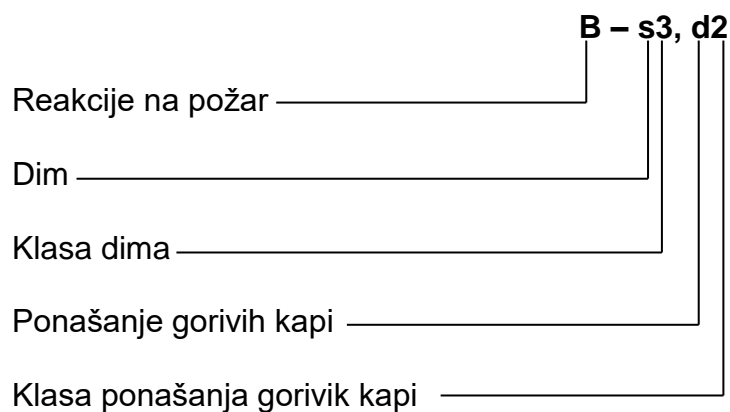 B – s3, d2
Reakcije na požar
Dim
Klasa dima
Ponašanje gorivih kapi
Klasa ponašanja gorivik kapi